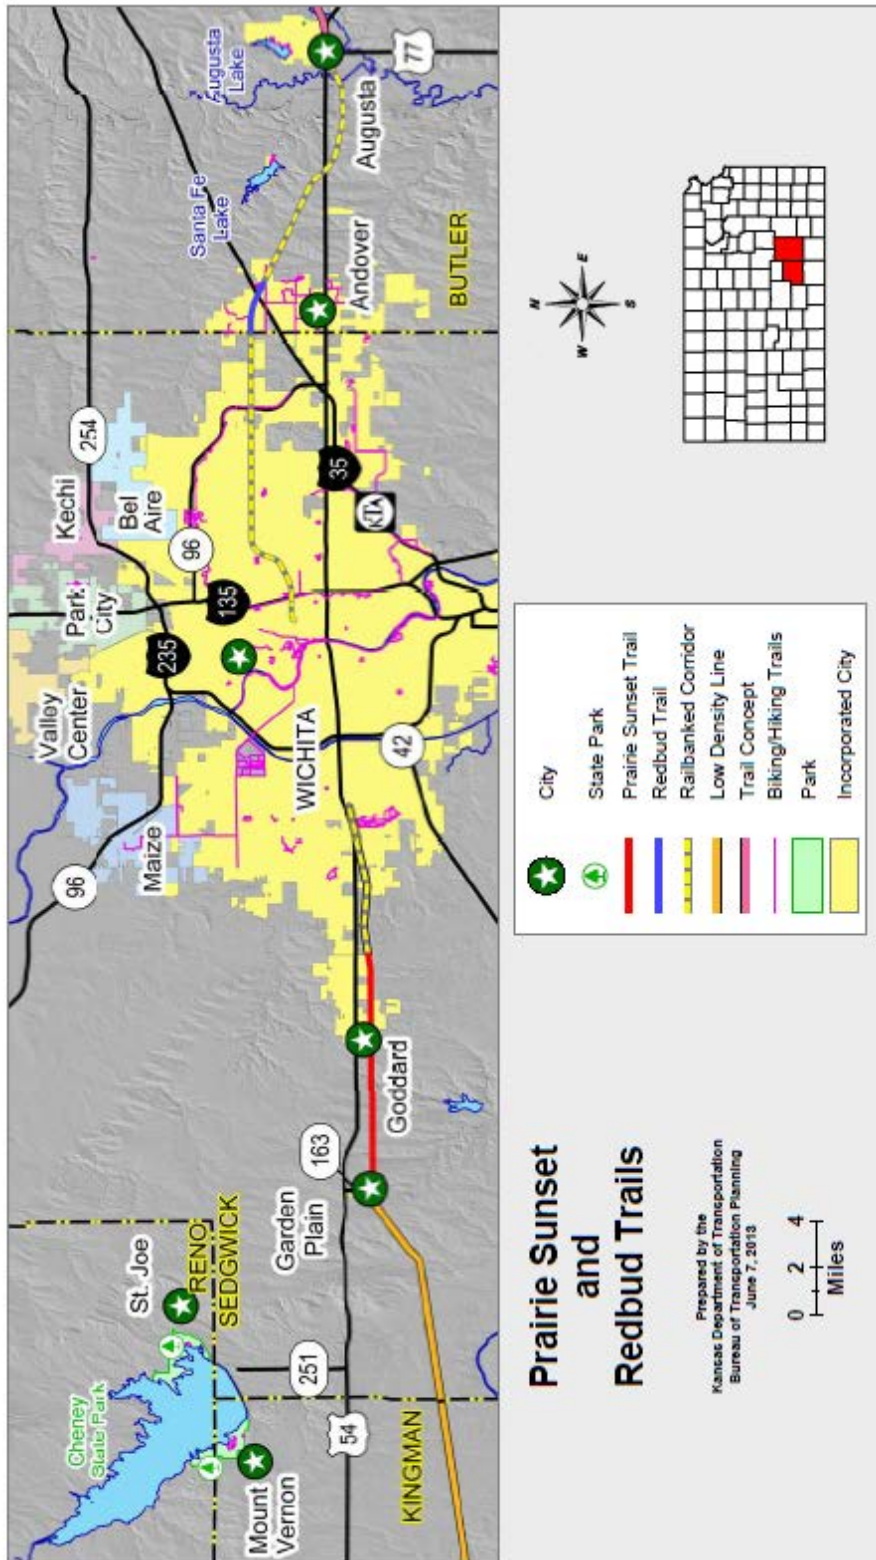 Cheney
State Park
St. Joe
RENO
SEDGWICK
Mount
Vernon
KINGMAN
54
251
Garden
Plain
163
Goddard
96
Maize
Valley
Center
235
Park
City
135
Kechi
Bel
Aire
254
96
WICHITA
42
35
KTA
Santa Fe
Lake
Andover
BUTLER
Augusta
Lake
Augusta
77
Prairie Sunset
and
Redbud Trails
Prepared by the
Kansas Department of Transportation
Bureau of Transportation Planning
June 7, 2013
0 2 4
Miles
City
State Park
Prairie Sunset Trail
Redbud Trail
Railbanked Corridor
Low Density Line
Trail Concept
Biking/Hiking Trails
Park
Incorporated City
N
W
E
S